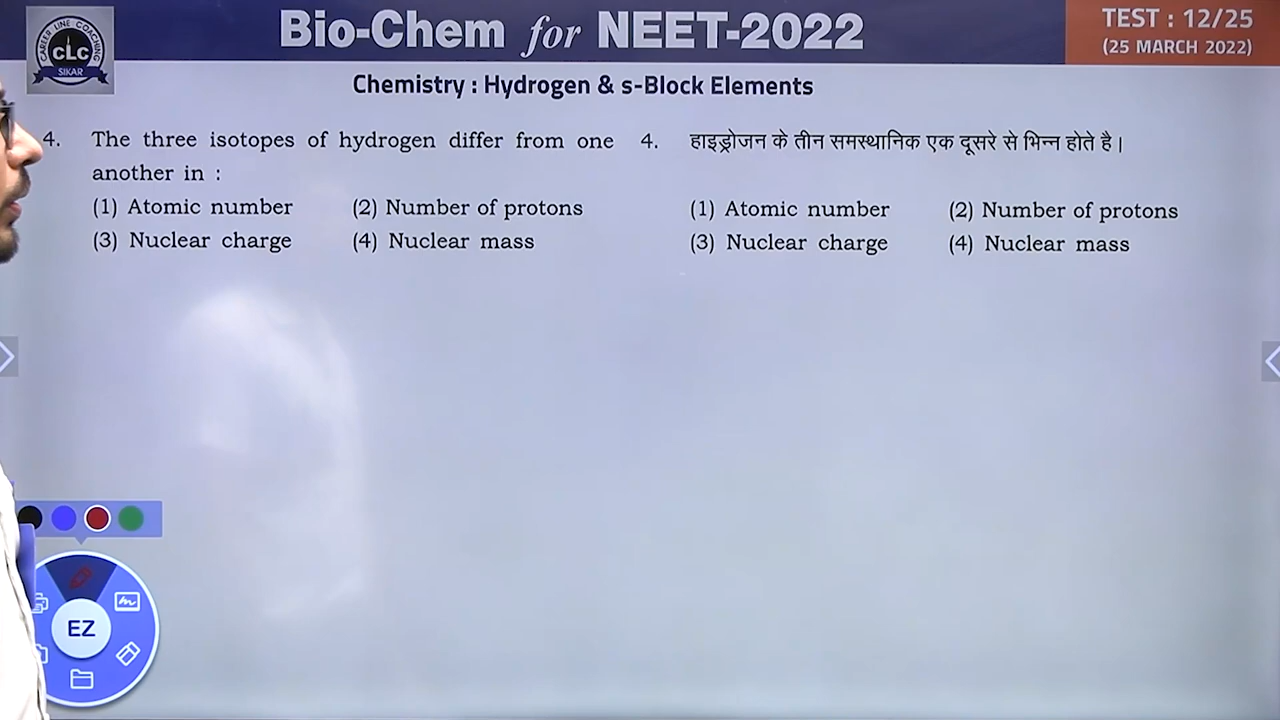 Bio-Chem for NEET-2022
TEST : 12/25
(25 MARCH 2022)
CAREER LINE COACHING
CLC
SIKAR
Chemistry : Hydrogen & s-Block Elements
4. The three isotopes of hydrogen differ from one
another in :
(1) Atomic number (2) Number of protons
(3) Nuclear charge (4) Nuclear mass
4. हाइड्रोजन के तीन समस्थानिक एक दूसरे से भिन्न होते है।
(1) Atomic number (2) Number of protons
(3) Nuclear charge (4) Nuclear mass
EZ